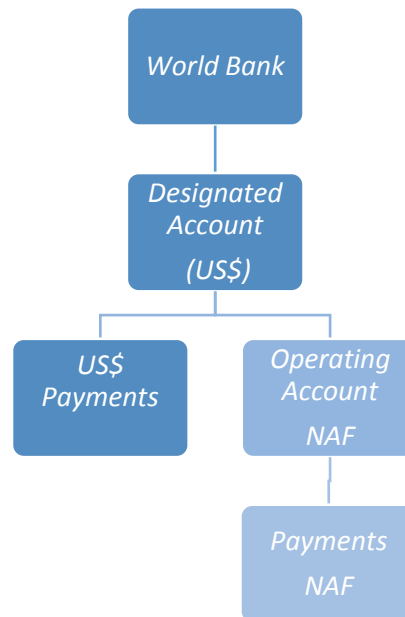 World Bank
Designated
Account
(US$)
US$
Payments
Operating
Account
NAF
Payments
NAF